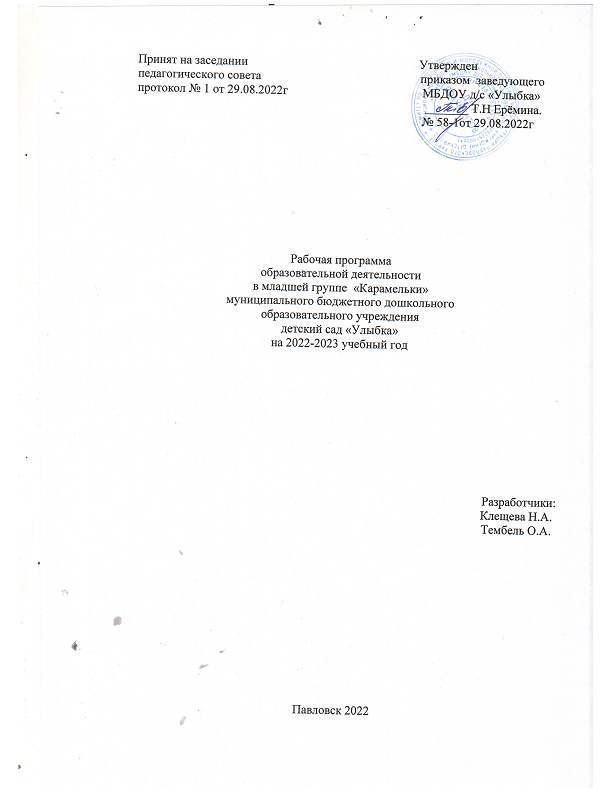 Принят на заседании
педагогического совета
протокол № 1 от 29.08.2022г
Утвержден
приказом заведующего
МБДОУ д/с «Улыбка»
Т.Н Ерёмина.
№ 58-1от 29.08.2022г
Рабочая программа
образовательной деятельности
в младшей группе «Карамельки»
муниципального бюджетного дошкольного
образовательного учреждения
детский сад «Улыбка»
на 2022-2023 учебный год
Разработчики:
Клещева Н.А.
Тембель О.А.
Павловск 2022